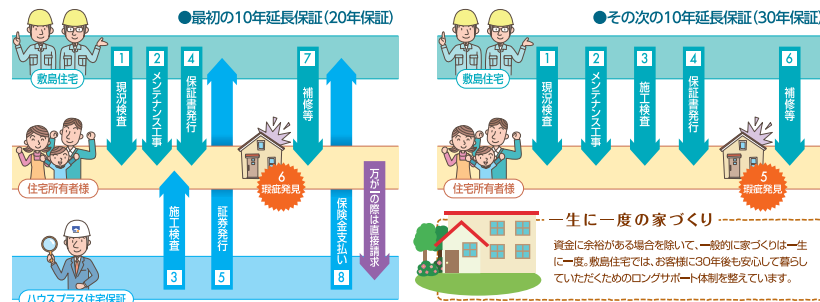 ●最初の10年延長保証（20年保証）
敷島住宅
1 現況検査
2 メンテナンス工事
4 保証書発行
7 補修等
住宅所有者様
6
瑕疵発見
3 施工検査
5 証券発行
8 保険金支払い
万が一の際は直接請求
ハウスプラス住宅保証
●その次の10年延長保証（30年保証）
敷島住宅
1 現況検査
2 メンテナンス工事
3 施工検査
4 保証書発行
6 補修等
住宅所有者様
5
瑕疵発見
一生に一度の家づくり
資金に余裕がある場合を除いて、一般的に家づくりは一生
に一度。敷島住宅では、お客様に30年後も安心して暮らし
ていただくためのロングサポート体制を整えています。